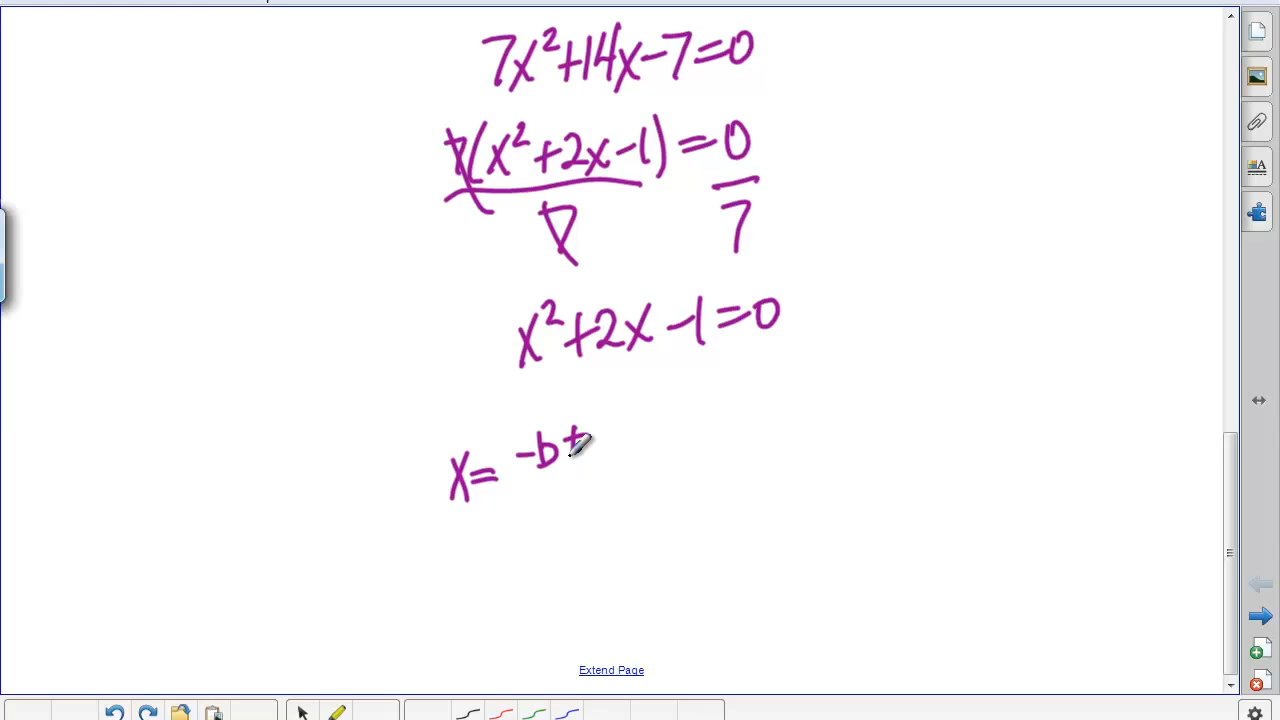 7x²+14x-7=0
7(x²+2x-1)=0
7 7
x²+2x-1=0
x= -b +
Extend Page